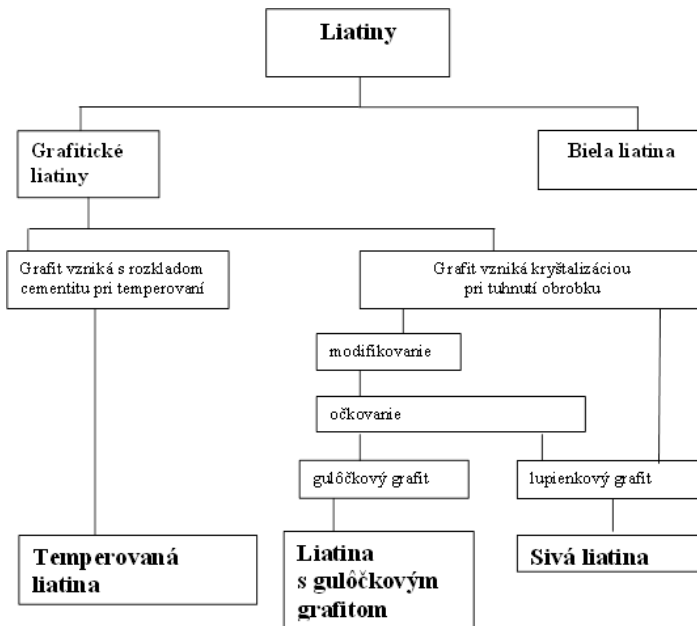 Liatiny
Grafitické
liatiny
Biela liatina
Grafit vzniká s rozkladom
cementitu pri temperovaní
Grafit vzniká kryštalizáciou
pri tuhnutí obrobku
modifikovanie
očkovanie
gulôčkový grafit
lupienkový grafit
Temperovaná
liatina
Liatina
s gulôčkovým
grafitom
Sivá liatina